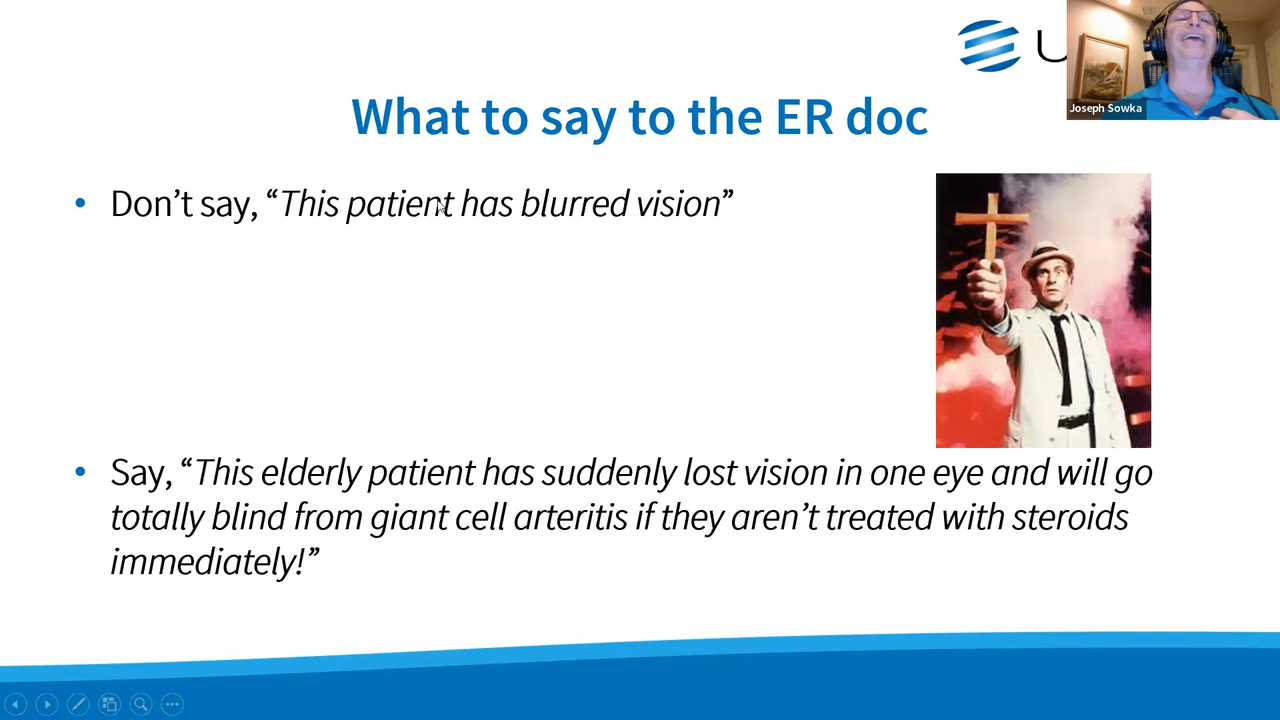 U
Joseph Sowka
What to say to the ER doc
• Don’t say, “This patient has blurred vision”
• Say, “This elderly patient has suddenly lost vision in one eye and will go
totally blind from giant cell arteritis if they aren’t treated with steroids
immediately!”